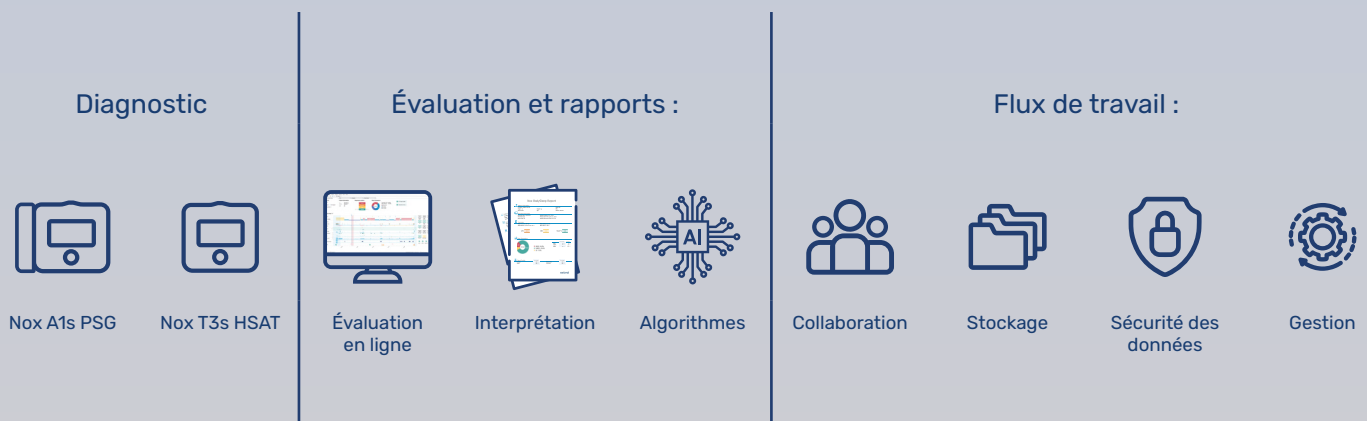 Diagnostic
Évaluation et rapports :
Flux de travail :
AI
Nox A1s PSG
Nox T3s HSAT
Évaluation
en ligne
Interprétation
Algorithmes
Collaboration
Stockage
Sécurité des
données
Gestion